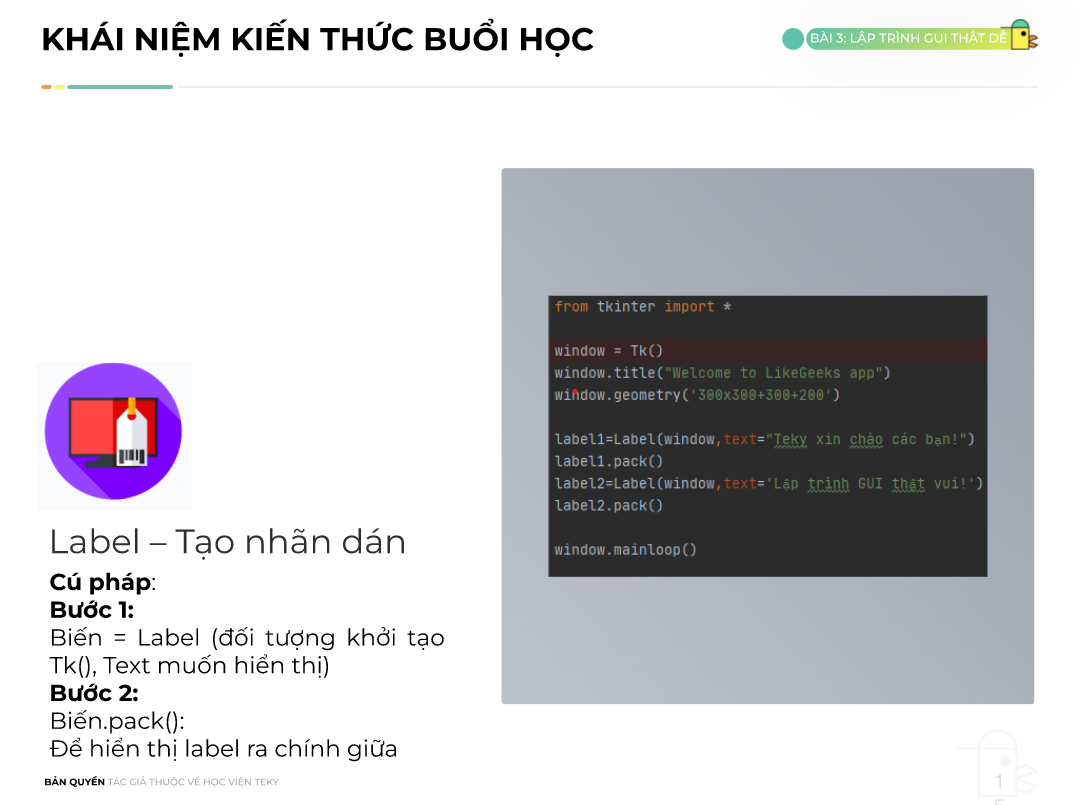 KHÁI NIỆM KIẾN THỨC BUỔI HỌC
BÀI 3: LẬP TRÌNH GUI THẬT DỄ
from tkinter import *
window = Tk()
window.title("Welcome to LikeGeeks app")
window.geometry('300x300+300+200')
label1=Label(window,text="Teky xin chào các bạn!")
label1.pack()
label2=Label(window,text='Lập trình GUI thật vui!')
label2.pack()
window.mainloop()
Label – Tạo nhãn dán
Cú pháp:
Bước 1:
Biến = Label (đối tượng khởi tạo
Tk(), Text muốn hiển thị)
Bước 2:
Biến.pack():
Để hiển thị label ra chính giữa
BẢN QUYỀN TÁC GIẢ THUỘC VỀ HỌC VIỆN TEKY
1